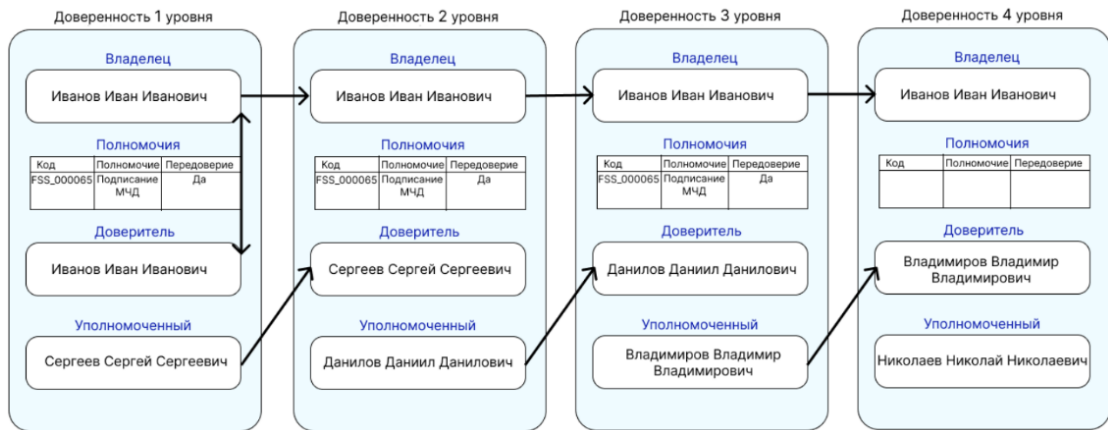 Доверенность 1 уровня
Владелец
Иванов Иван Иванович
Полномочия
Код Полномочие Передоверие
FSS_000065 Подписание Да
МЧД
Доверитель
Иванов Иван Иванович
Уполномоченный
Сергеев Сергей Сергеевич
Доверенность 2 уровня
Владелец
Иванов Иван Иванович
Полномочия
Код Полномочие Передоверие
FSS_000065 Подписание Да
МЧД
Доверитель
Сергеев Сергей Сергеевич
Уполномоченный
Данилов Даниил Данилович
Доверенность 3 уровня
Владелец
Иванов Иван Иванович
Полномочия
Код Полномочие Передоверие
FSS_000065 Подписание Да
МЧД
Доверитель
Данилов Даниил Данилович
Уполномоченный
Владимиров Владимир
Владимирович
Доверенность 4 уровня
Владелец
Иванов Иван Иванович
Полномочия
Код Полномочие Передоверие
Доверитель
Владимиров Владимир
Владимирович
Уполномоченный
Николаев Николай Николаевич